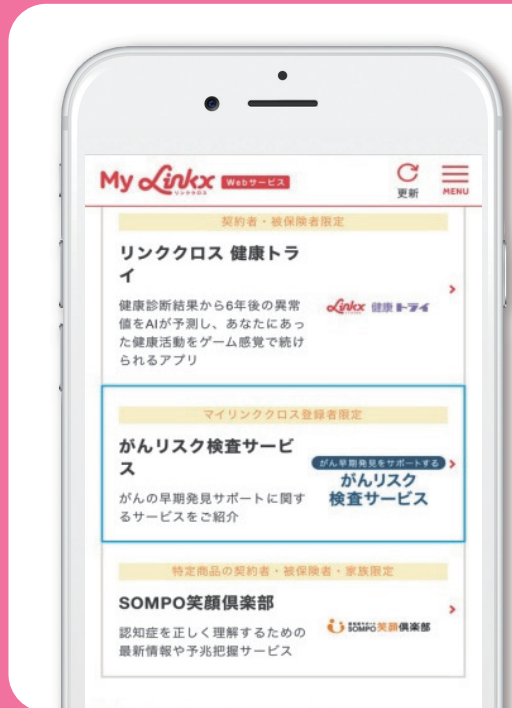 My Linkx Webサービス
リンククロス
更新
MENU
契約者・被保険者限定
リンククロス 健康トラ
イ
健康診断結果から6年後の異常
値をAIが予測し、あなたにあっ
た健康活動をゲーム感覚で続け
られるアプリ
Linkx 健康トライ
マイリンククロス登録者限定
がんリスク検査サービ
ス
がんの早期発見サポートに関す
るサービスをご紹介
がん早期発見をサポートする
がんリスク
検査サービス
特定商品の契約者・被保険者・家族限定
SOMPO笑顔倶楽部
認知症を正しく理解するための
最新情報や予兆把握サービス
SOMPO笑顔倶楽部